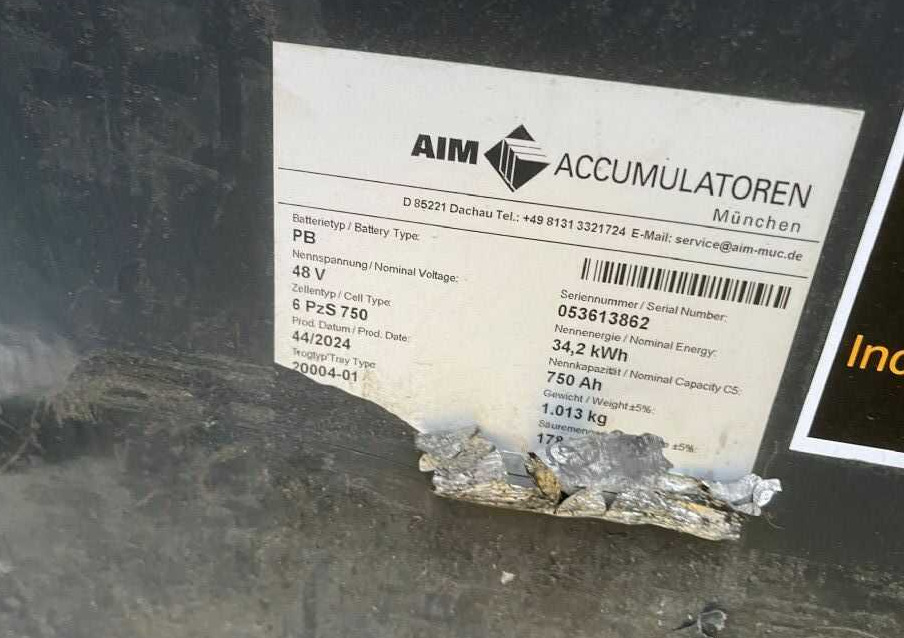 AIM ACCUMULATOREN
München
D 85221 Dachau Tel.: +49 8131 3321724 E-Mail: service@aim-muc.de
Batterietyp / Battery Type:
PB
Nennspannung / Nominal Voltage:
48 V
Zellentyp / Cell Type:
6 PzS 750
Prod. Datum / Prod. Date:
44/2024
Trogtyp/Tray Type
20004-01
Seriennummer / Serial Number:
053613862
Nennenergie / Nominal Energy:
34,2 kWh
Nennkapazität / Nominal Capacity C5:
750 Ah
Gewicht / Weight ±5%:
1.013 kg
±5%:
Ind